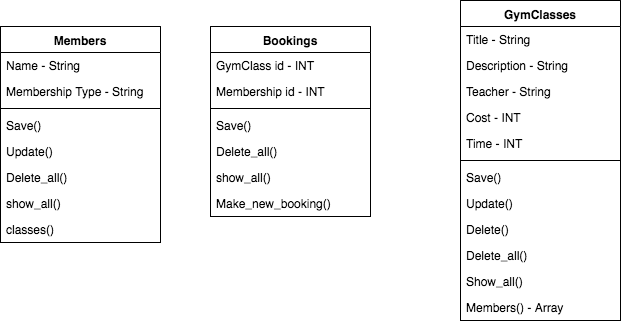 Members
Name - String
Membership Type - String
Save()
Update()
Delete_all()
show_all()
classes()
Bookings
GymClass id - INT
Membership id - INT
Save()
Delete_all()
show_all()
Make_new_booking()
GymClasses
Title - String
Description - String
Teacher - String
Cost - INT
Time - INT
Save()
Update()
Delete()
Delete_all()
Show_all()
Members() - Array